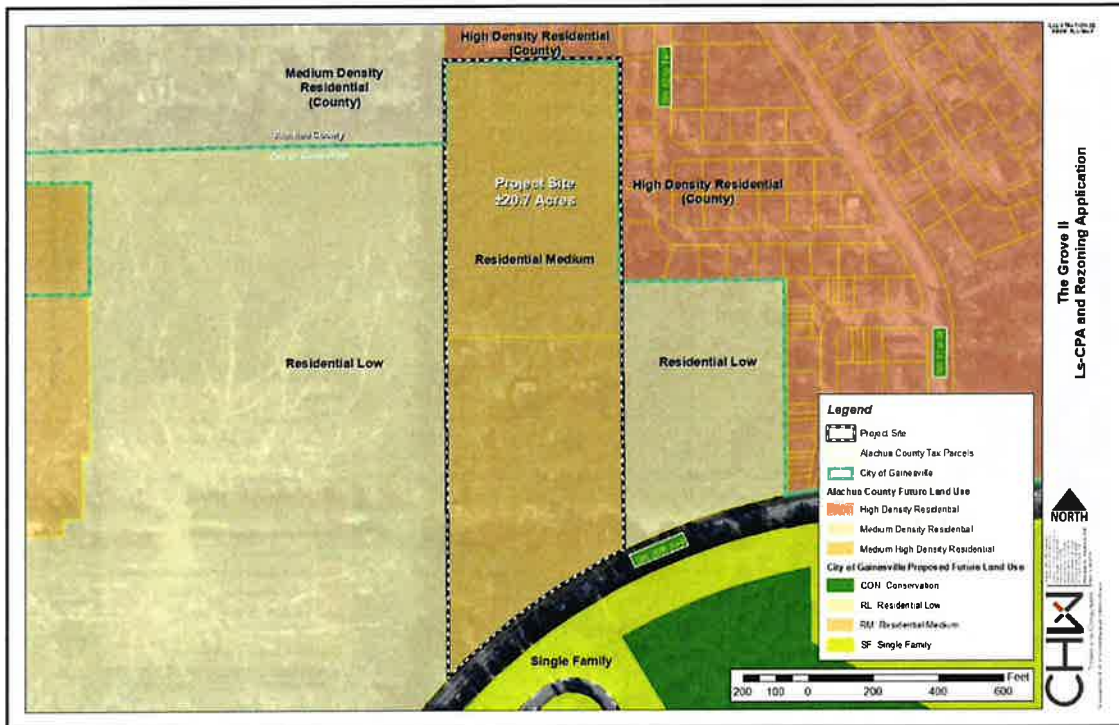 High Density Residential
(County)
Medium Density
Residential
(County)
Alachua County
Project Site
±20.7 Acres
High Density Residential
(County)
Residential Medium
Residential Low
Residential Low
Single Family
Legend
Project Site
Alachua County Tax Parcels
City of Gainesville
Alachua County Future Land Use
High Density Residential
Medium Density Residential
Medium High Density Residential
City of Gainesville Proposed Future Land Use
CON Conservation
RL Residential Low
RM Residential Medium
SF Single Family
Feet
200 100 0 200 400 600
The Grove II
Ls-CPA and Rezoning Application
NORTH
CHW